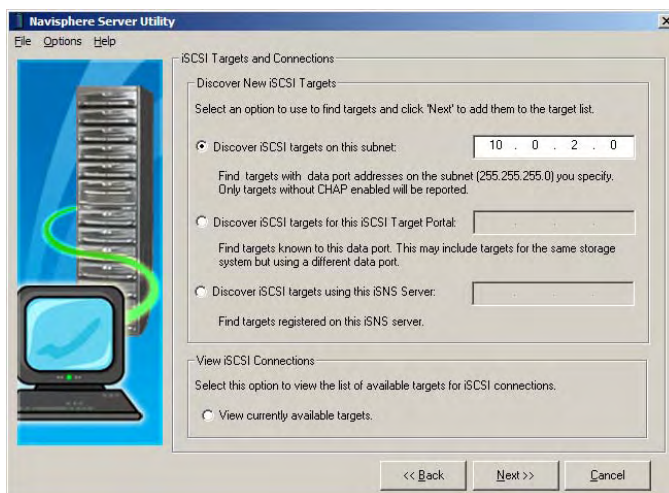 Navisphere Server Utility
File Options Help
iSCSI Targets and Connections
Discover New iSCSI Targets
Select an option to use to find targets and click 'Next' to add them to the target list.
Discover iSCSI targets on this subnet: 10 . 0 . 2 . 0
Find targets with data port addresses on the subnet (255.255.255.0) you specify.
Only targets without CHAP enabled will be reported.
Discover iSCSI targets for this iSCSI Target Portal: . . .
Find targets known to this data port. This may include targets for the same storage
system but using a different data port.
Discover iSCSI targets using this iSNS Server: . . .
Find targets registered on this iSNS server.
View iSCSI Connections
Select this option to view the list of available targets for iSCSI connections.
View currently available targets.
<< Back Next >> Cancel